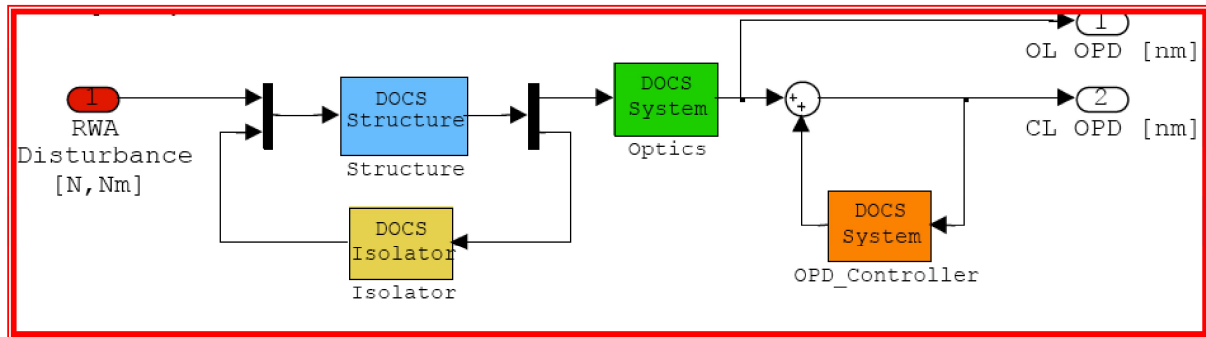 1
OL OPD [nm]
1
RWA
Disturbance
[N,Nm]
DOCS
Structure
Structure
DOCS
System
Optics
2
CL OPD [nm]
DOCS
Isolator
Isolator
DOCS
System
OPD_Controller